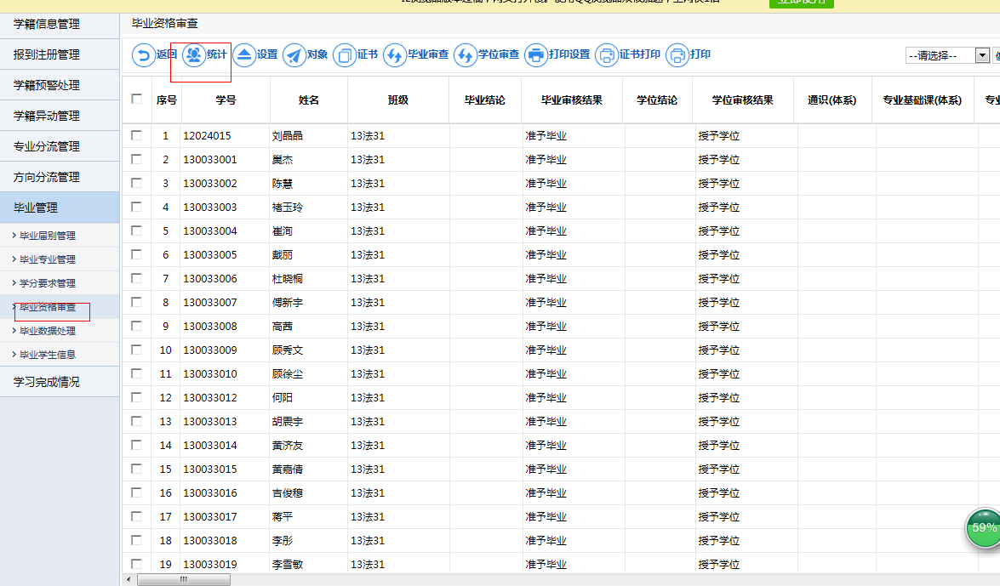 立即使用
学籍信息管理
报到注册管理
学籍预警处理
学籍异动管理
专业分流管理
方向分流管理
毕业管理
毕业届别管理
毕业专业管理
学分要求管理
毕业资格审查
毕业数据处理
毕业学生信息
学习完成情况
毕业资格审查
返回 统计 设置 对象 证书 毕业审查 学位审查 打印设置 证书打印 打印 --请选择--
序号 学号 姓名 班级 毕业结论 毕业审核结果 学位结论 学位审核结果 通识(体系) 专业基础课(体系) 专业
1 12024015 刘晶晶 13法31 准予毕业 授予学位
2 130033001 巢杰 13法31 准予毕业 授予学位
3 130033002 陈慧 13法31 准予毕业 授予学位
4 130033003 褚玉玲 13法31 准予毕业 授予学位
5 130033004 崔洵 13法31 准予毕业 授予学位
6 130033005 戴丽 13法31 准予毕业 授予学位
7 130033006 杜晓桐 13法31 准予毕业 授予学位
8 130033007 傅新宇 13法31 准予毕业 授予学位
9 130033008 高茜 13法31 准予毕业 授予学位
10 130033009 顾秀文 13法31 准予毕业 授予学位
11 130033010 顾徐尘 13法31 准予毕业 授予学位
12 130033012 何阳 13法31 准予毕业 授予学位
13 130033013 胡震宇 13法31 准予毕业 授予学位
14 130033014 黄济友 13法31 准予毕业 授予学位
15 130033015 黄嘉倩 13法31 准予毕业 授予学位
16 130033016 吉俊穆 13法31 准予毕业 授予学位
17 130033017 蒋平 13法31 准予毕业 授予学位
18 130033018 李彤 13法31 准予毕业 授予学位
19 130033019 李雪敏 13法31 准予毕业 授予学位
59%